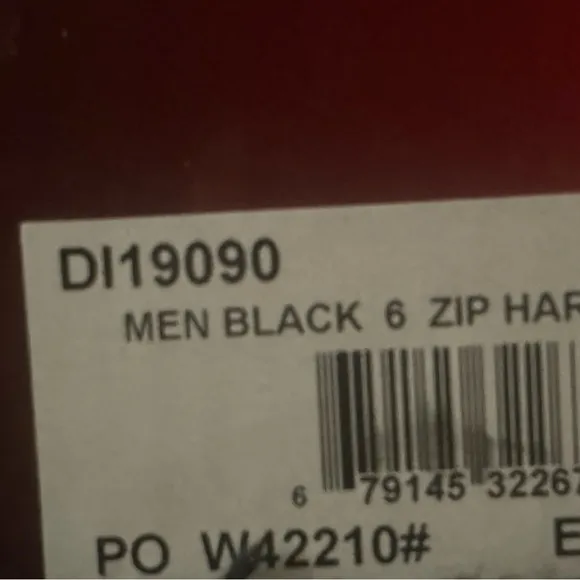 DI19090
MEN BLACK 6 ZIP HAR
6 79145 32267
PO W42210# E